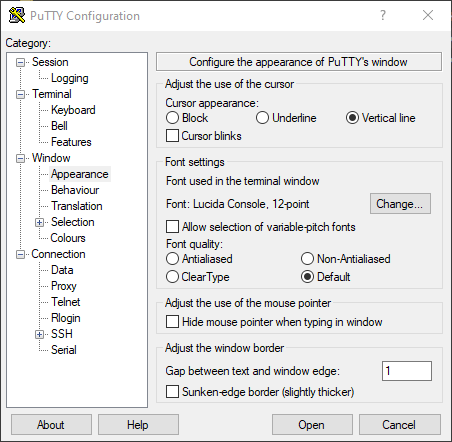 PuTTY Configuration
Category:
Session
Logging
Terminal
Keyboard
Bell
Features
Window
Appearance
Behaviour
Translation
Selection
Colours
Connection
Data
Proxy
Telnet
Rlogin
SSH
Serial
Configure the appearance of PuTTY's window
Adjust the use of the cursor
Cursor appearance:
Block Underline Vertical line
Cursor blinks
Font settings
Font used in the terminal window
Font: Lucida Console, 12-point Change...
Allow selection of variable-pitch fonts
Font quality:
Antialiased Non-Antialiased
ClearType Default
Adjust the use of the mouse pointer
Hide mouse pointer when typing in window
Adjust the window border
Gap between text and window edge: 1
Sunken-edge border (slightly thicker)
About Help Open Cancel